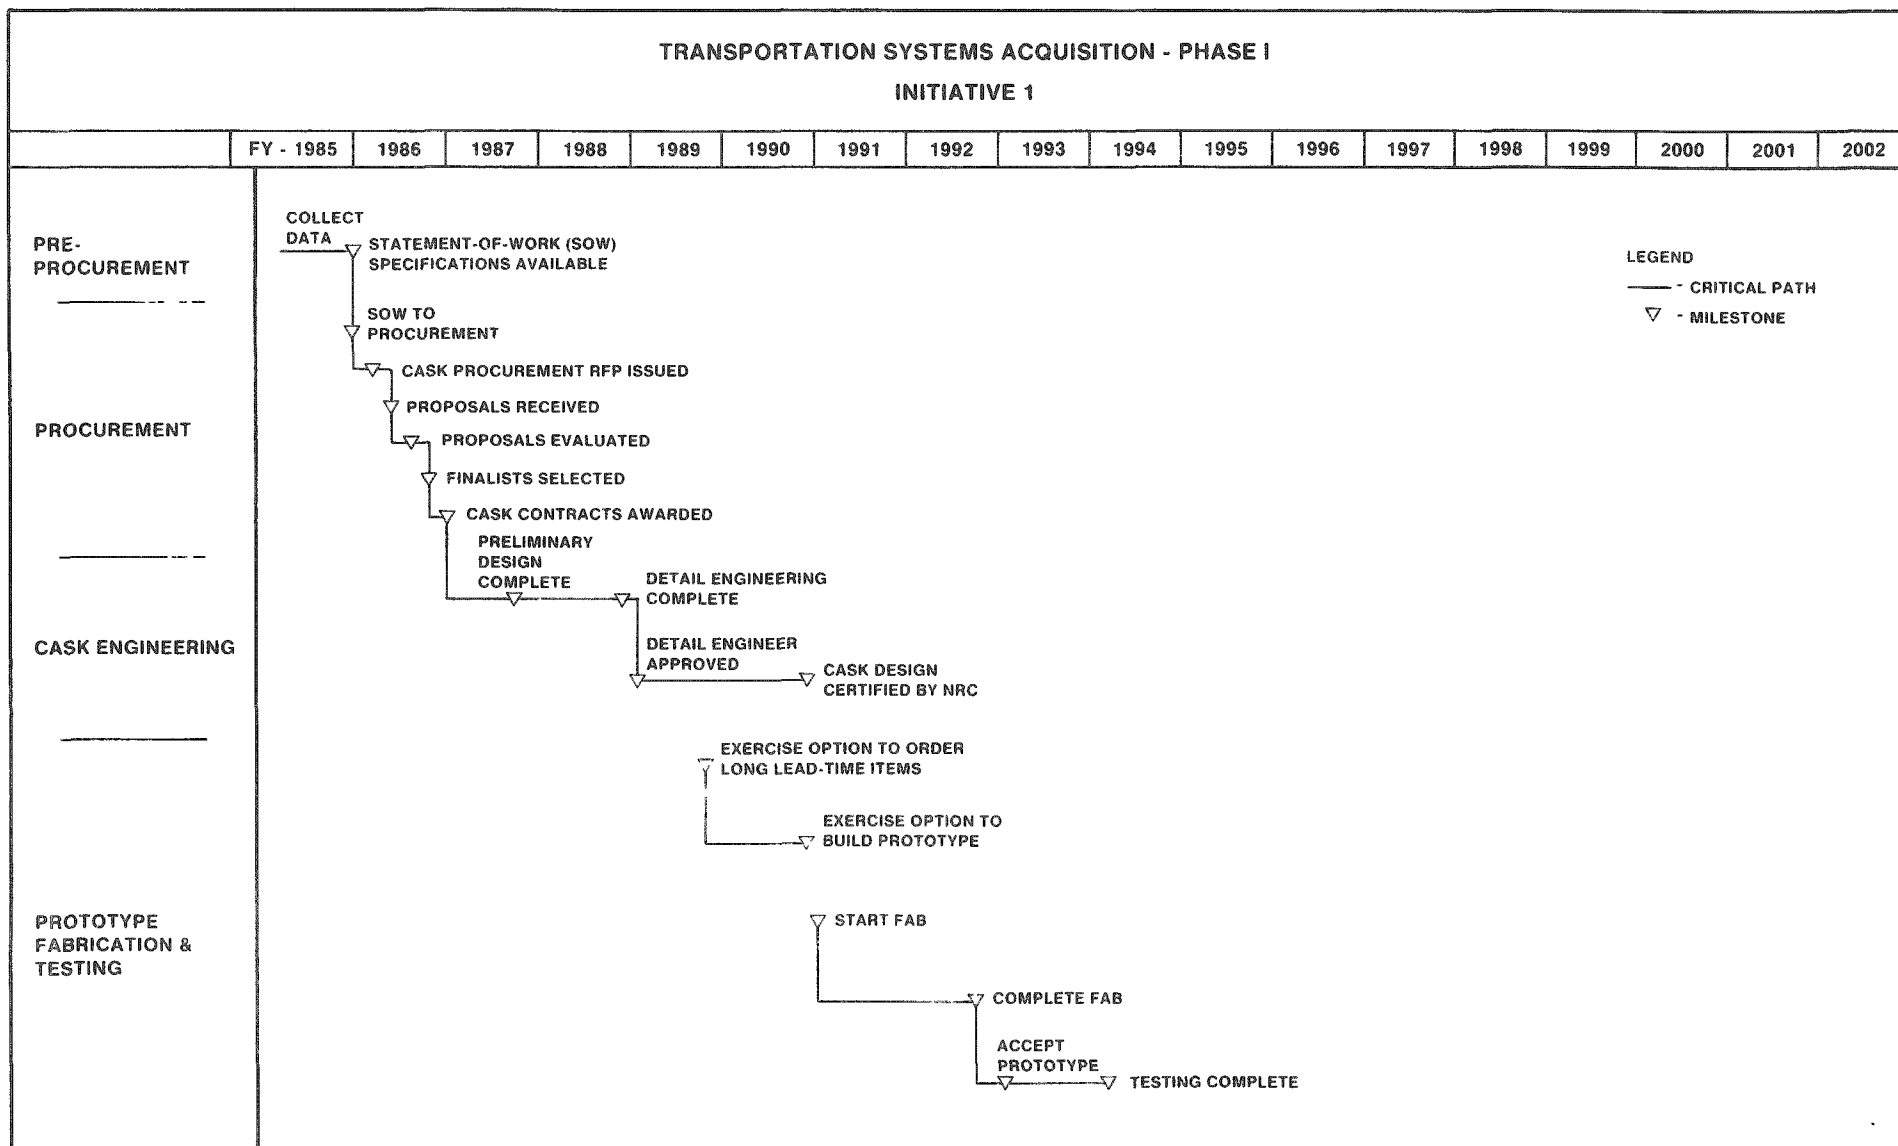 TRANSPORTATION SYSTEMS ACQUISITION - PHASE I
INITIATIVE 1
FY - 1985 1986 1987 1988 1989 1990 1991 1992 1993 1994 1995 1996 1997 1998 1999 2000 2001 2002
PRE-
PROCUREMENT
COLLECT
DATA
STATEMENT-OF-WORK (SOW)
SPECIFICATIONS AVAILABLE
LEGEND
- CRITICAL PATH
- MILESTONE
SOW TO
PROCUREMENT
CASK PROCUREMENT RFP ISSUED
PROCUREMENT
PROPOSALS RECEIVED
PROPOSALS EVALUATED
FINALISTS SELECTED
CASK CONTRACTS AWARDED
PRELIMINARY
DESIGN
COMPLETE
DETAIL ENGINEERING
COMPLETE
CASK ENGINEERING
DETAIL ENGINEER
APPROVED
CASK DESIGN
CERTIFIED BY NRC
EXERCISE OPTION TO ORDER
LONG LEAD-TIME ITEMS
EXERCISE OPTION TO
BUILD PROTOTYPE
PROTOTYPE
FABRICATION &
TESTING
START FAB
COMPLETE FAB
ACCEPT
PROTOTYPE
TESTING COMPLETE